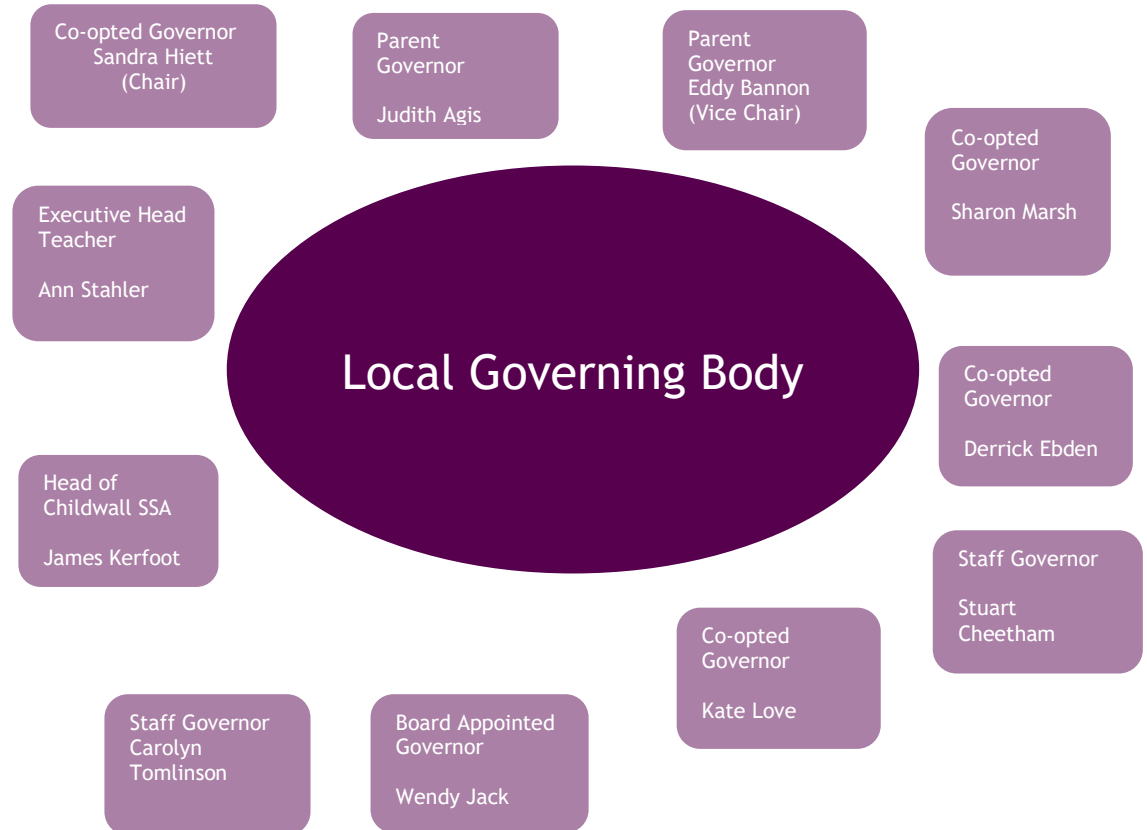 Co-opted Governor
Sandra Hiett
(Chair)
Parent
Governor
Judith Agis
Parent
Governor
Eddy Bannon
(Vice Chair)
Co-opted
Governor
Sharon Marsh
Executive Head
Teacher
Ann Stahler
Local Governing Body
Co-opted
Governor
Derrick Ebden
Head of
Childwall SSA
James Kerfoot
Staff Governor
Stuart
Cheetham
Co-opted
Governor
Kate Love
Staff Governor
Carolyn
Tomlinson
Board Appointed
Governor
Wendy Jack